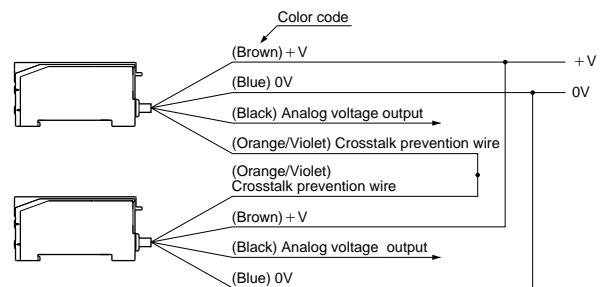 Color code
(Brown)＋V
＋V
(Blue) 0V
0V
(Black) Analog voltage output
(Orange/Violet) Crosstalk prevention wire
(Orange/Violet)
Crosstalk prevention wire
(Brown)＋V
(Black) Analog voltage output
(Blue) 0V